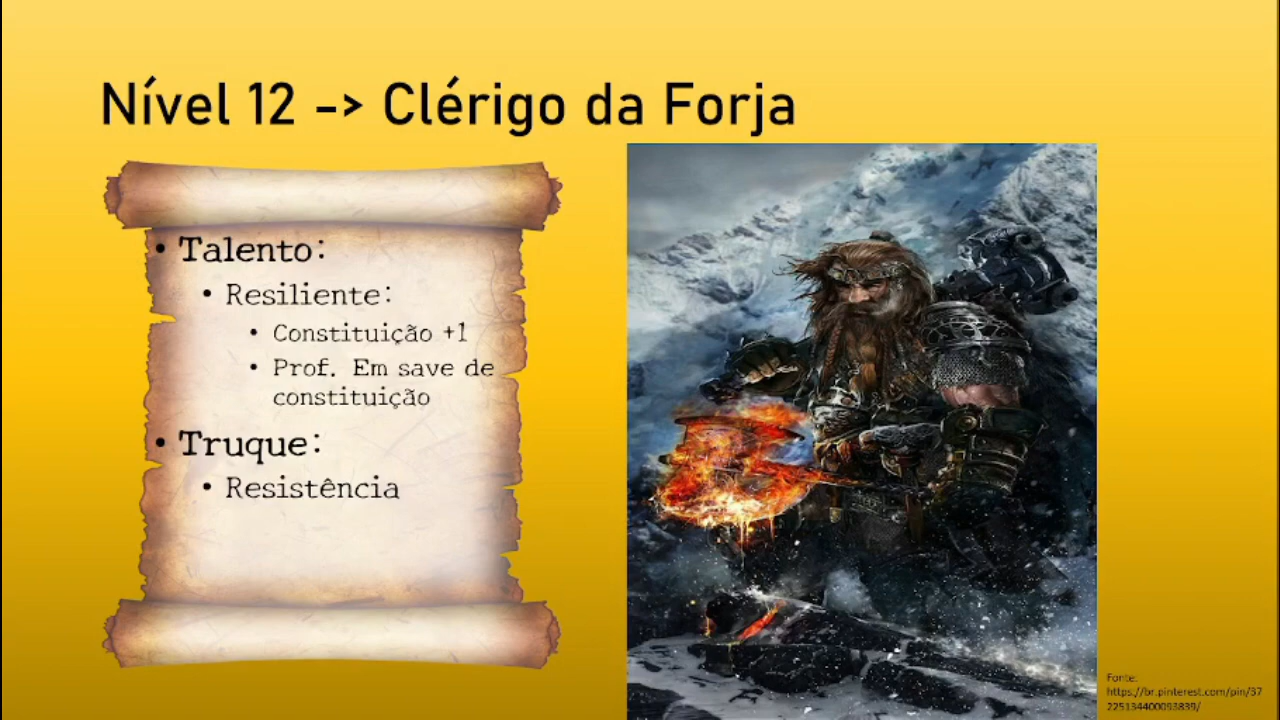 Nível 12 -> Clérigo da Forja
• Talento:
• Resiliente:
• Constituição +1
• Prof. Em save de
constituição
• Truque:
• Resistência
Fonte:
https://br.pinterest.com/pin/37
225134400093839/